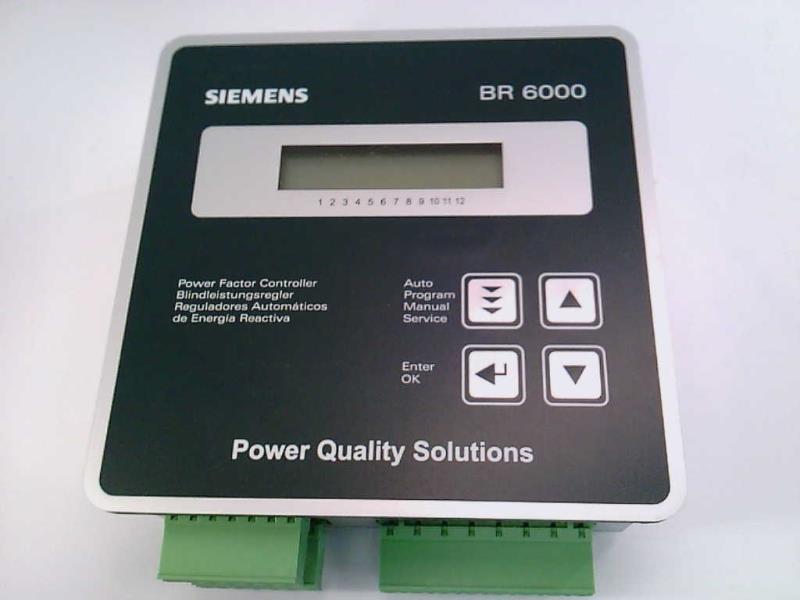 SIEMENS
BR 6000
1 2 3 4 5 6 7 8 9 10 11 12
Power Factor Controller
Blindleistungsregler
Reguladores Automáticos
de Energía Reactiva
Auto
Program
Manual
Service
Enter
OK
Power Quality Solutions